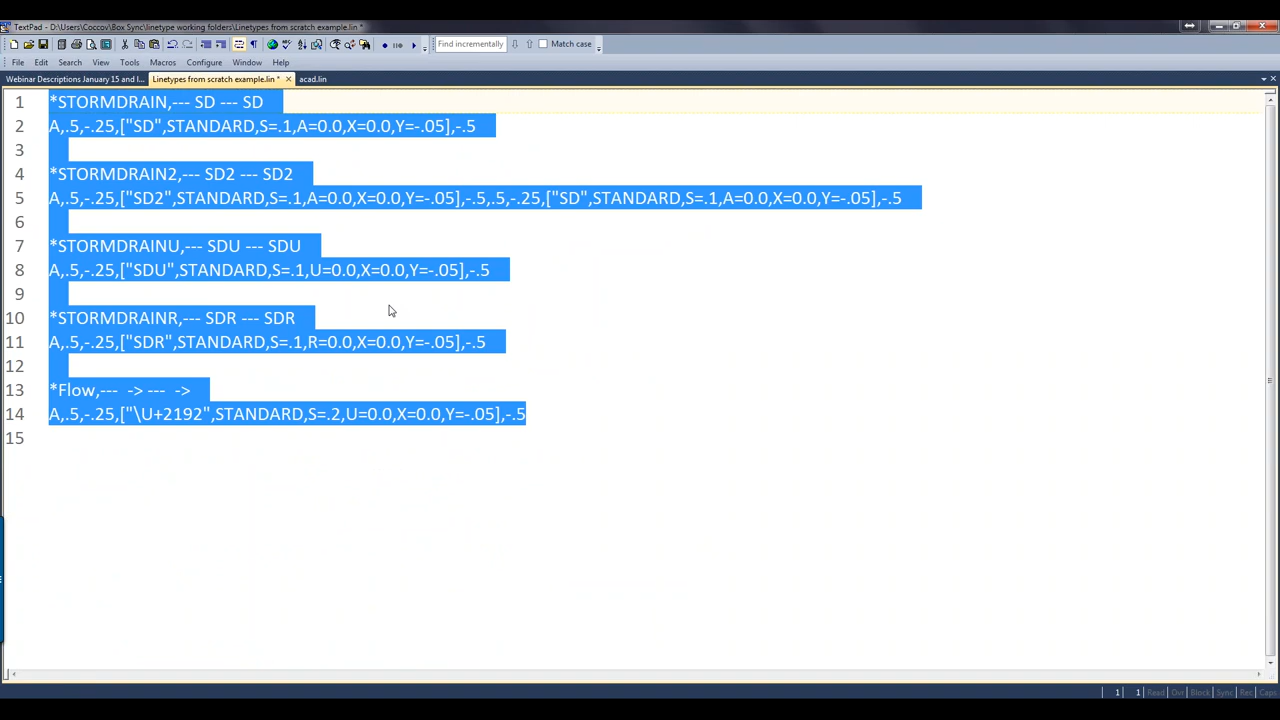 TextPad - D:\Users\Coccov\Box Sync\linetype working folders\Linetypes from scratch example.lin *
Find incrementally
Match case
File Edit Search View Tools Macros Configure Window Help
Webinar Descriptions January 15 and l... Linetypes from scratch example.lin * acad.lin
1 *STORMDRAIN,--- SD --- SD
2 A,.5,-.25,["SD",STANDARD,S=.1,A=0.0,X=0.0,Y=-.05],-.5
3
4 *STORMDRAIN2,--- SD2 --- SD2
5 A,.5,-.25,["SD2",STANDARD,S=.1,A=0.0,X=0.0,Y=-.05],-.5,.5,-.25,["SD",STANDARD,S=.1,A=0.0,X=0.0,Y=-.05],-.5
6
7 *STORMDRAINU,--- SDU --- SDU
8 A,.5,-.25,["SDU",STANDARD,S=.1,U=0.0,X=0.0,Y=-.05],-.5
9
10 *STORMDRAINR,--- SDR --- SDR
11 A,.5,-.25,["SDR",STANDARD,S=.1,R=0.0,X=0.0,Y=-.05],-.5
12
13 *Flow,---  -> ---  ->
14 A,.5,-.25,["\U+2192",STANDARD,S=.2,U=0.0,X=0.0,Y=-.05],-.5
15
1 1 Read Ovr Block Sync Rec Caps